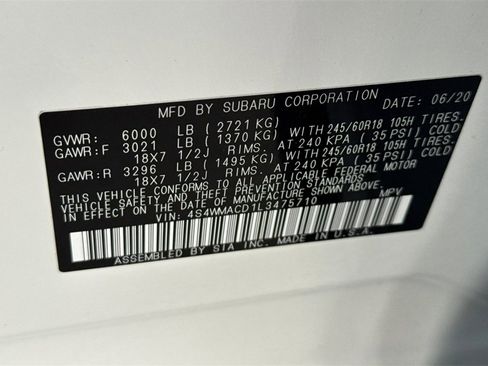 MFD BY SUBARU CORPORATION DATE: 06/20
GVWR: 6000 LB (2721 KG)
GAWR:F 3021 LB (1370 KG) WITH 245/60R18 105H TIRES.
18X7 1/2J RIMS. AT 240 KPA (35 PSI) COLD
GAWR:R 3296 LB (1495 KG) WITH 245/60R18 105H TIRES.
18X7 1/2J RIMS. AT 240 KPA (35 PSI) COLD
THIS VEHICLE CONFORMS TO ALL APPLICABLE FEDERAL MOTOR
VEHICLE SAFETY AND THEFT PREVENTION STANDARDS
IN EFFECT ON THE DATE OF MANUFACTURE SHOWN ABOVE.
VIN: 4S4WMACD1L3475710 MPV
ASSEMBLED BY SIA INC. MADE IN U.S.A.